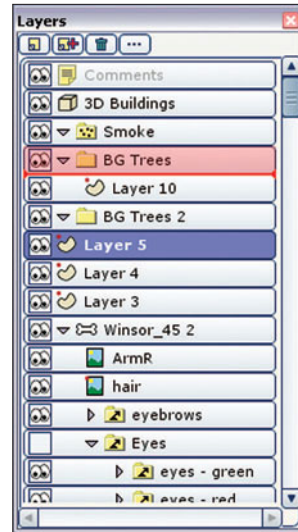 Layers
Comments
3D Buildings
Smoke
BG Trees
Layer 10
BG Trees 2
Layer 5
Layer 4
Layer 3
Winsor_45 2
ArmR
hair
eyebrows
Eyes
eyes - green
eyes - red